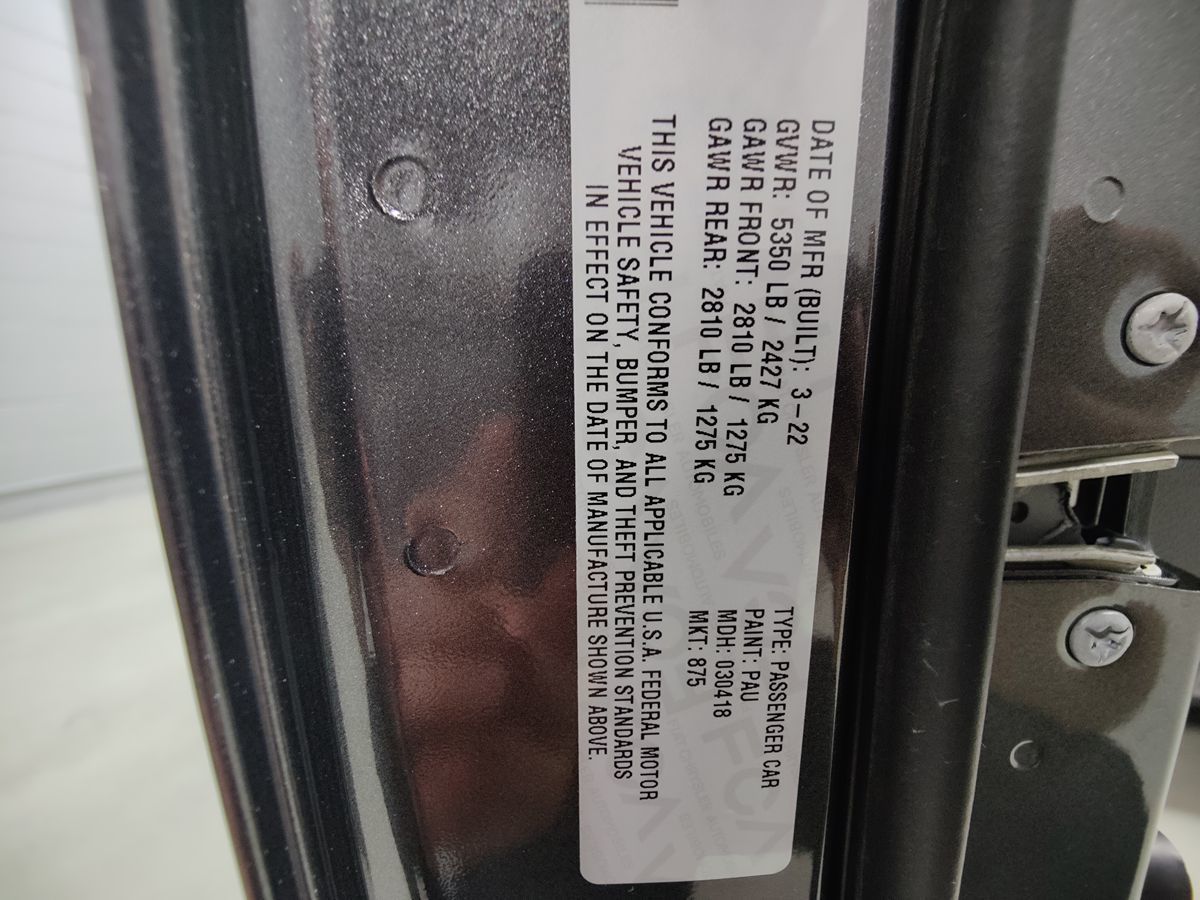 DATE OF MFR (BUILT): 3-22
GVWR: 5350 LB / 2427 KG
GAWR FRONT: 2810 LB / 1275 KG
GAWR REAR: 2810 LB / 1275 KG
TYPE: PASSENGER CAR
PAINT: PAU
MDH: 030418
MKT: 875
THIS VEHICLE CONFORMS TO ALL APPLICABLE U.S.A. FEDERAL MOTOR
VEHICLE SAFETY, BUMPER, AND THEFT PREVENTION STANDARDS
IN EFFECT ON THE DATE OF MANUFACTURE SHOWN ABOVE.